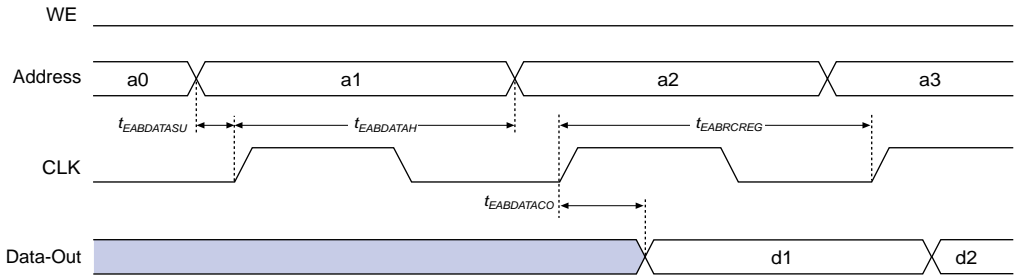 WE
Address a0 a1 a2 a3
tEABDATASU tEABDATAH tEABRCREG
CLK
tEABDATACO
Data-Out d1 d2